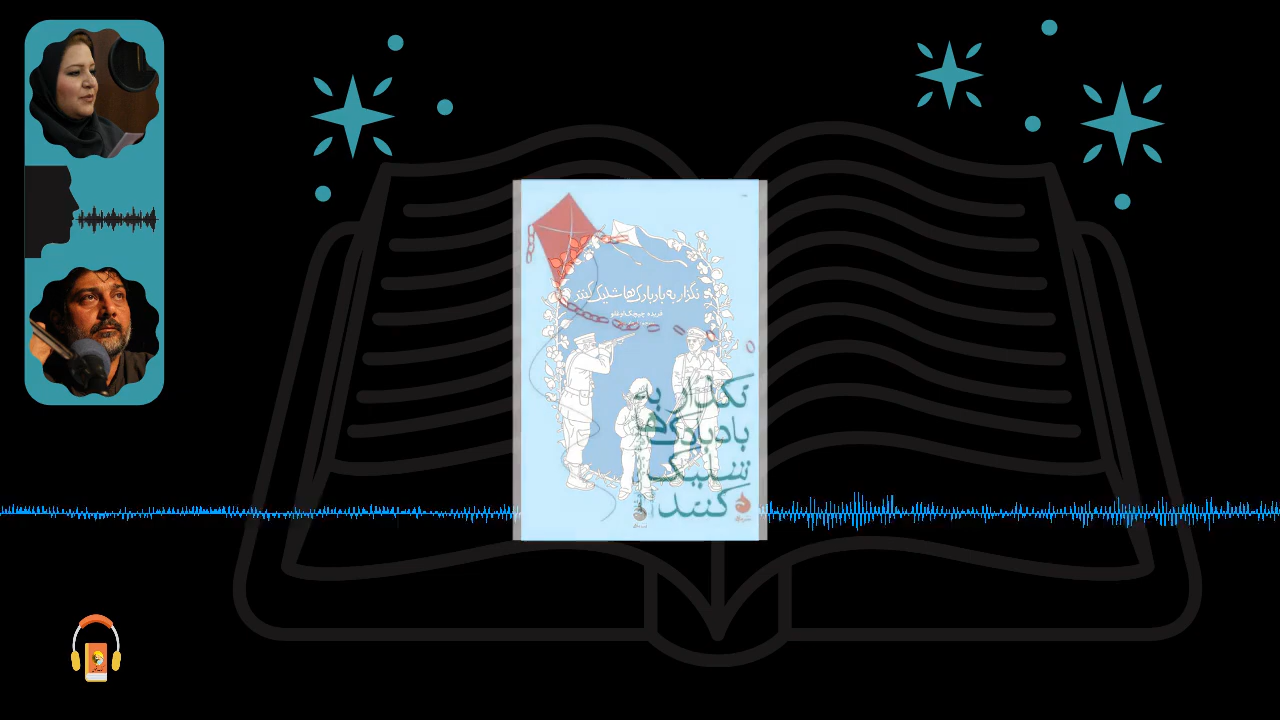 نگذار به بادبادک‌ها شلیک کنند
فریده چیچک‌اوغلو
نگذار به
بادبادک‌ها
شلیک
کنند